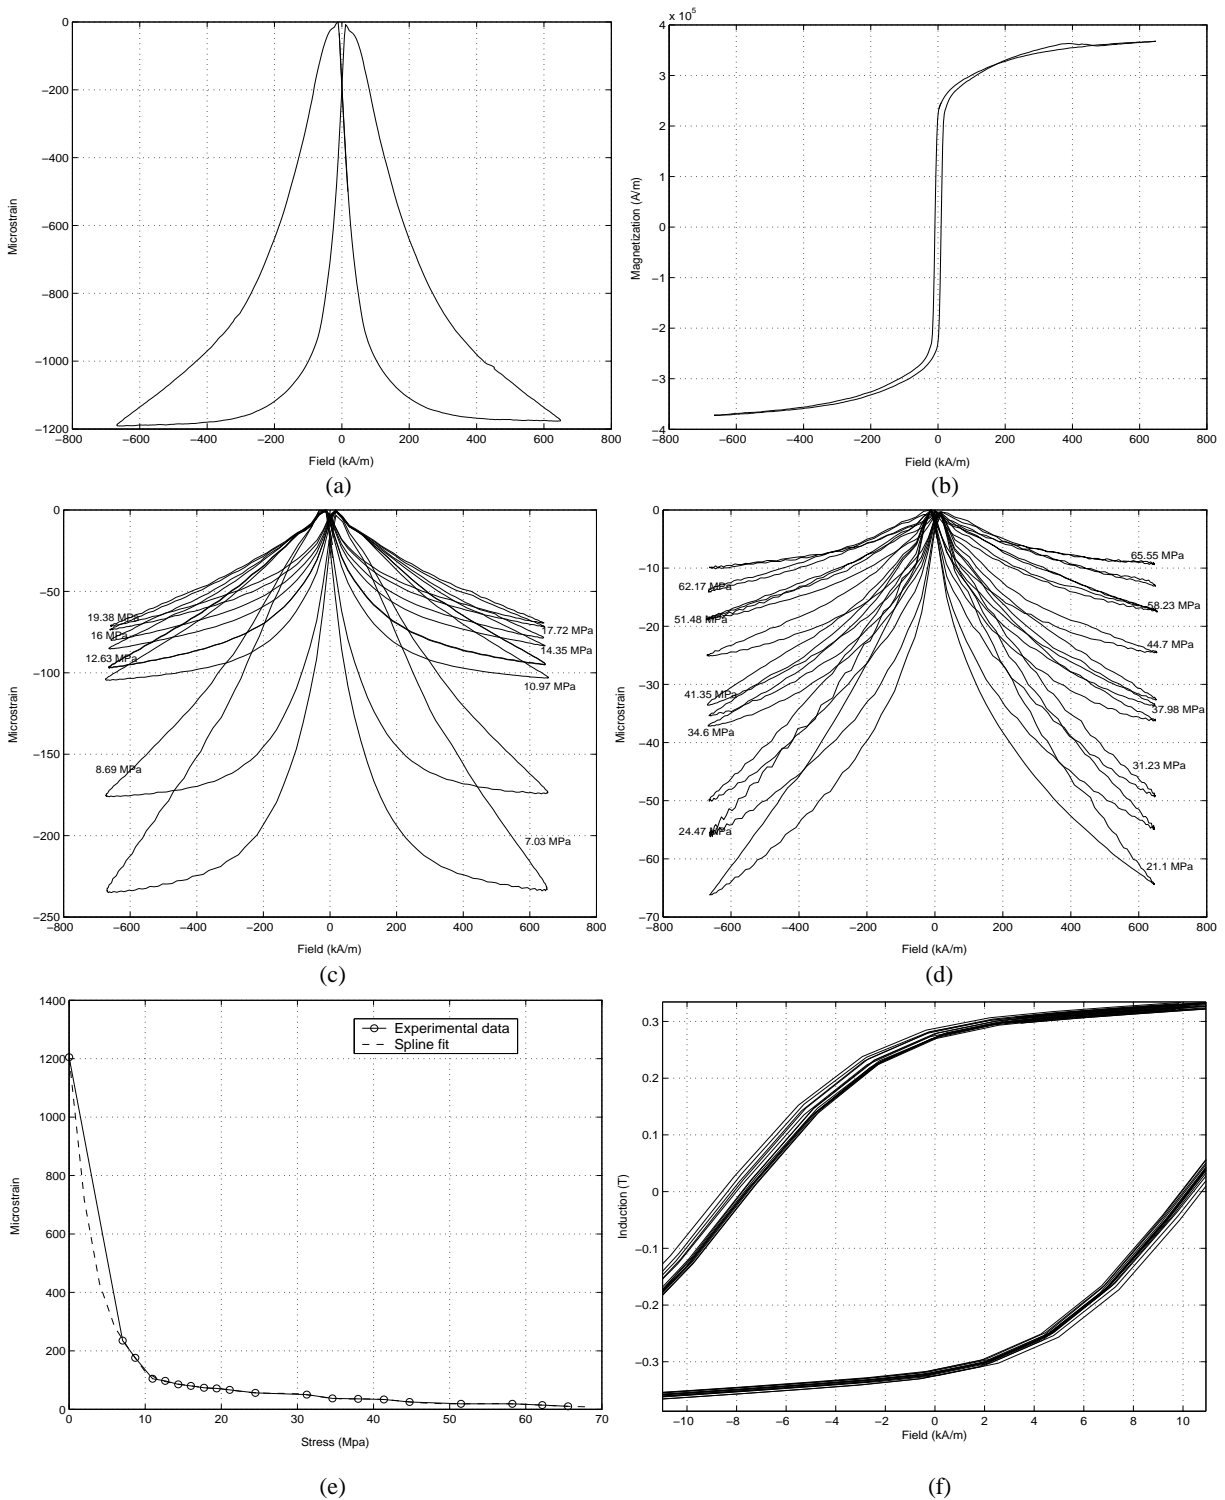 0
−200
−400
−600
−800
−1000
−1200
−800
−600
−400
−200
0
200
400
600
800
Microstrain
Field (kA/m)
(a)
x 10^5
4
3
2
1
0
−1
−2
−3
−4
−800
−600
−400
−200
0
200
400
600
800
Magnetization (A/m)
Field (kA/m)
(b)
0
−50
−100
−150
−200
−250
−800
−600
−400
−200
0
200
400
600
800
Microstrain
19.38 MPa
16 MPa
12.63 MPa
8.69 MPa
17.72 MPa
14.35 MPa
10.97 MPa
7.03 MPa
Field (kA/m)
(c)
0
−10
−20
−30
−40
−50
−60
−70
−800
−600
−400
−200
0
200
400
600
800
Microstrain
62.17 MPa
51.48 MPa
41.35 MPa
34.6 MPa
24.47 MPa
65.55 MPa
58.23 MPa
44.7 MPa
37.98 MPa
31.23 MPa
21.1 MPa
Field (kA/m)
(d)
1400
1200
1000
800
600
400
200
0
0
10
20
30
40
50
60
70
Microstrain
Experimental data
Spline fit
Stress (Mpa)
(e)
0.3
0.2
0.1
0
−0.1
−0.2
−0.3
−10
−8
−6
−4
−2
0
2
4
6
8
10
Induction (T)
Field (kA/m)
(f)